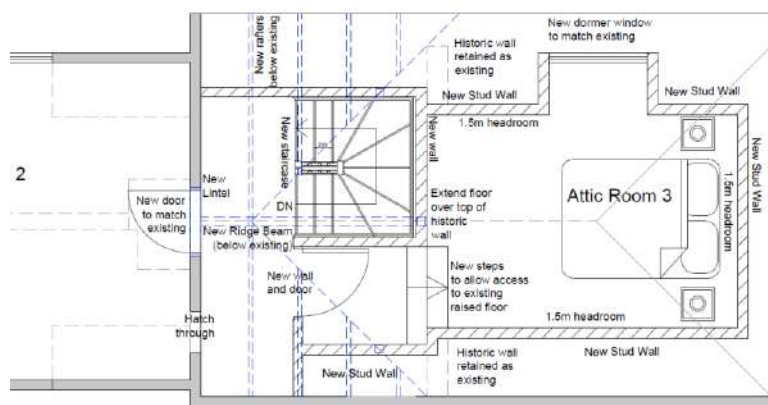 New rafters
below existing
Historic wall
retained as
existing
New dormer window
to match existing
New Stud Wall
New Stud Wall
1.5m headroom
2
New
Lintel
New staircase
New wall
New Stud Wall
1.5m headroom
New door
to match
existing
DN
Extend floor
over top of
historic
wall
Attic Room 3
New Ridge Beam
(below existing)
New wall
and door
New steps
to allow access
to existing
raised floor
Hatch
through
1.5m headroom
Historic wall
retained as
existing
New Stud Wall
New Stud Wall